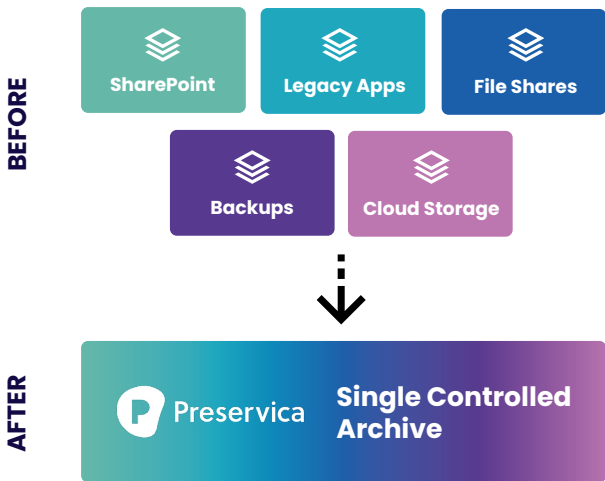 BEFORE
SharePoint
Legacy Apps
File Shares
Backups
Cloud Storage
AFTER
Preservica
Single Controlled
Archive